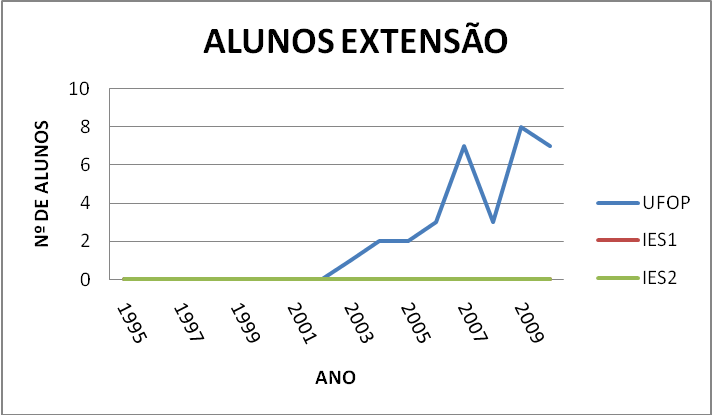 ALUNOS EXTENSÃO
Nº DE ALUNOS
10
8
6
4
2
0
1995
1997
1999
2001
2003
2005
2007
2009
ANO
UFOP
IES1
IES2